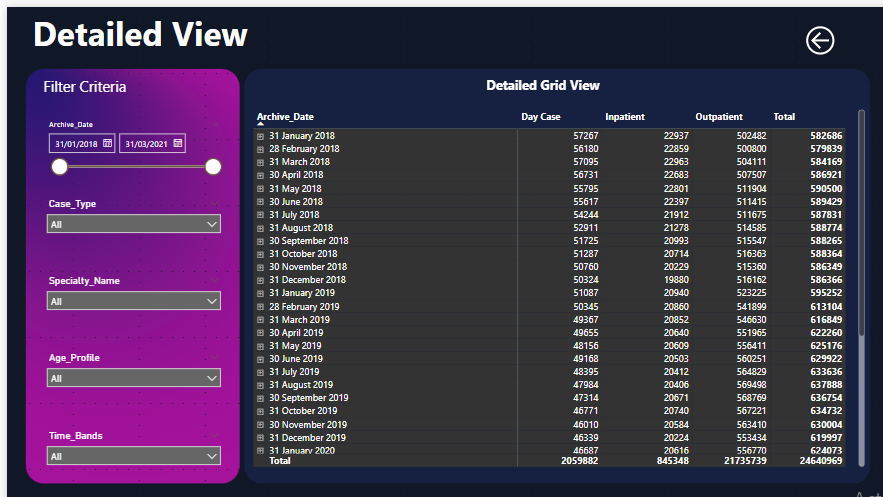 Detailed View
Filter Criteria
Archive_Date
31/01/2018 31/03/2021
Case_Type
All
Specialty_Name
All
Age_Profile
All
Time_Bands
All
Detailed Grid View
Archive_Date Day Case Inpatient Outpatient Total
31 January 2018 57267 22937 502482 582686
28 February 2018 56180 22859 500800 579839
31 March 2018 57095 22963 504111 584169
30 April 2018 56731 22683 507507 586921
31 May 2018 55795 22801 511904 590500
30 June 2018 55617 22397 511415 589429
31 July 2018 54244 21912 511675 587831
31 August 2018 52911 21278 514585 588774
30 September 2018 51725 20993 515547 588265
31 October 2018 51287 20714 516363 588364
30 November 2018 50760 20229 515360 586349
31 December 2018 50324 19880 516162 586366
31 January 2019 51087 20940 523225 595252
28 February 2019 50345 20860 541899 613104
31 March 2019 49367 20852 546630 616849
30 April 2019 49655 20640 551965 622260
31 May 2019 48156 20609 556411 625176
30 June 2019 49168 20503 560251 629922
31 July 2019 48395 20412 564829 633636
31 August 2019 47984 20406 569498 637888
30 September 2019 47314 20671 568769 636754
31 October 2019 46771 20740 567221 634732
30 November 2019 46010 20584 563410 630004
31 December 2019 46339 20224 553434 619997
31 January 2020 46687 20616 556770 624073
Total 2059882 845348 21735739 24640969